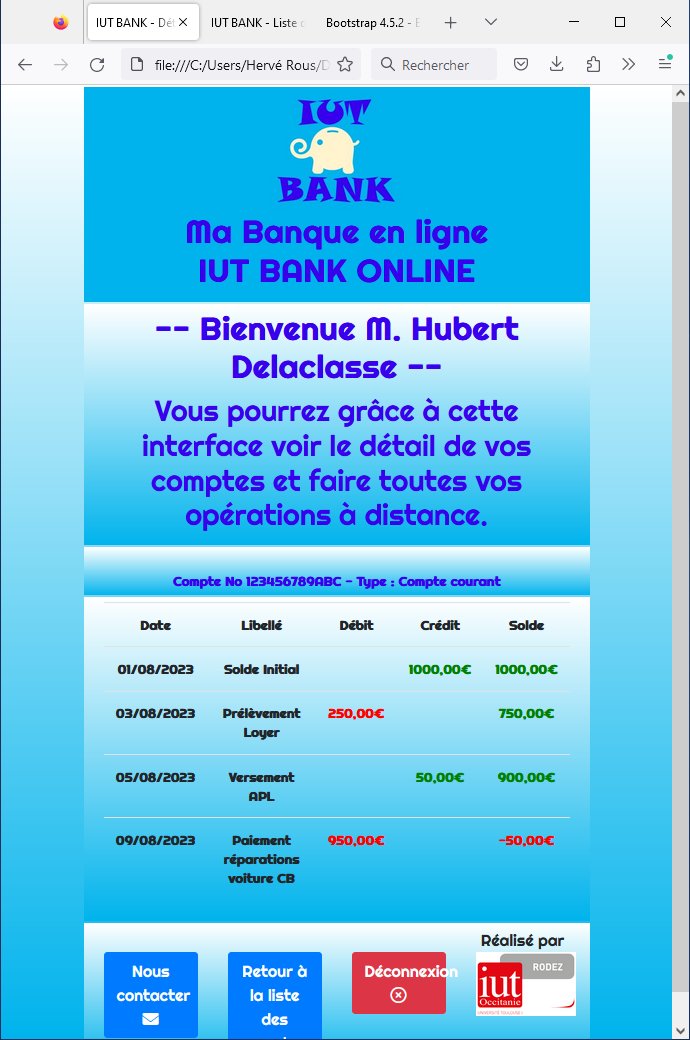 IUT BANK - Dét
IUT BANK - Liste
Bootstrap 4.5.2 -
file:///C:/Users/Hervé Rous/D
Rechercher
IUT
BANK
Ma Banque en ligne
IUT BANK ONLINE
-- Bienvenue M. Hubert
Delaclasse --
Vous pourrez grâce à cette
interface voir le détail de vos
comptes et faire toutes vos
opérations à distance.
Compte No 123456789ABC - Type : Compte courant
Date Libellé Débit Crédit Solde
01/08/2023 Solde Initial 1000,00€ 1000,00€
03/08/2023 Prélèvement 250,00€ 750,00€
Loyer
05/08/2023 Versement 50,00€ 900,00€
APL
09/08/2023 Paiement 950,00€ -50,00€
réparations
voiture CB
Réalisé par
Nous
contacter
Retour à
la liste
des
Déconnexion
RODEZ
iut
Occitanie